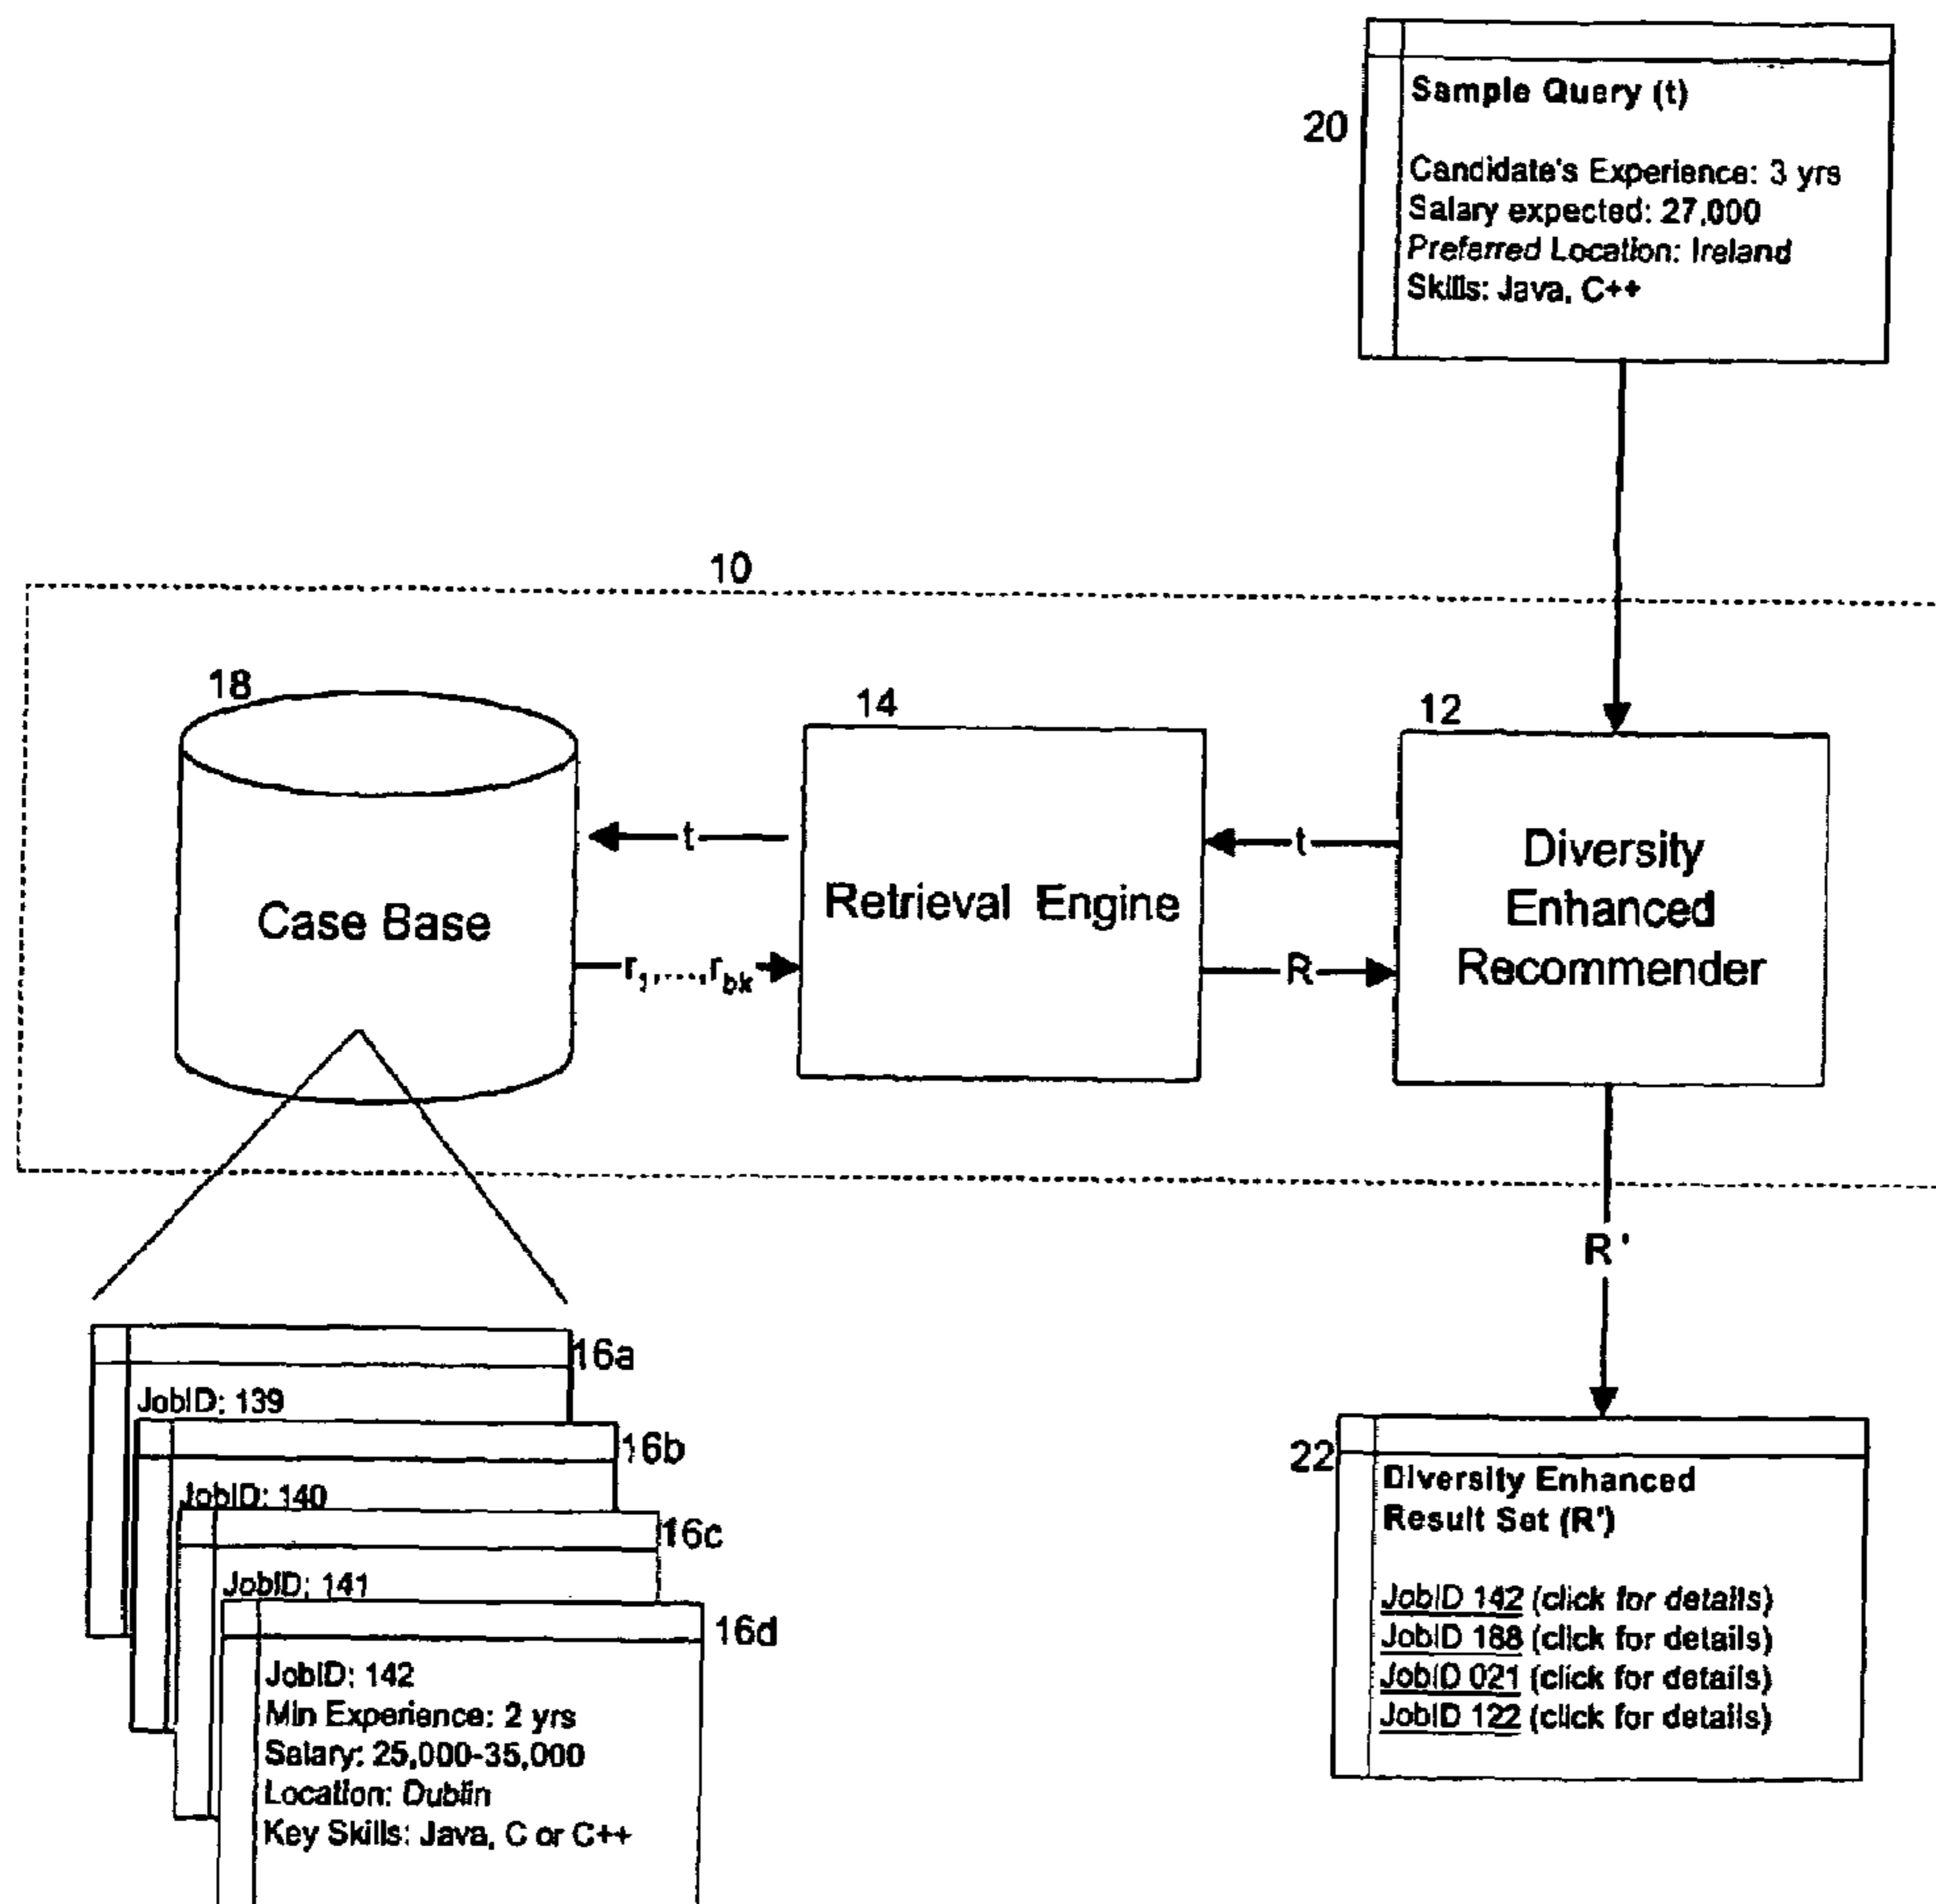 Sample Query (t)
20
Candidate's Experience: 3 yrs
Salary expected: 27,000
Preferred Location: Ireland
Skills: Java, C++
10
18
14
12
Case Base
Retrieval Engine
Diversity
Enhanced
Recommender
t
t
r1,...,rbk
R
R'
16a
JobID: 139
16b
JobID: 140
16c
JobID: 141
16d
JobID: 142
Min Experience: 2 yrs
Salary: 25,000-35,000
Location: Dublin
Key Skills: Java, C or C++
22
Diversity Enhanced
Result Set (R')
JobID 142 (click for details)
JobID 188 (click for details)
JobID 021 (click for details)
JobID 122 (click for details)